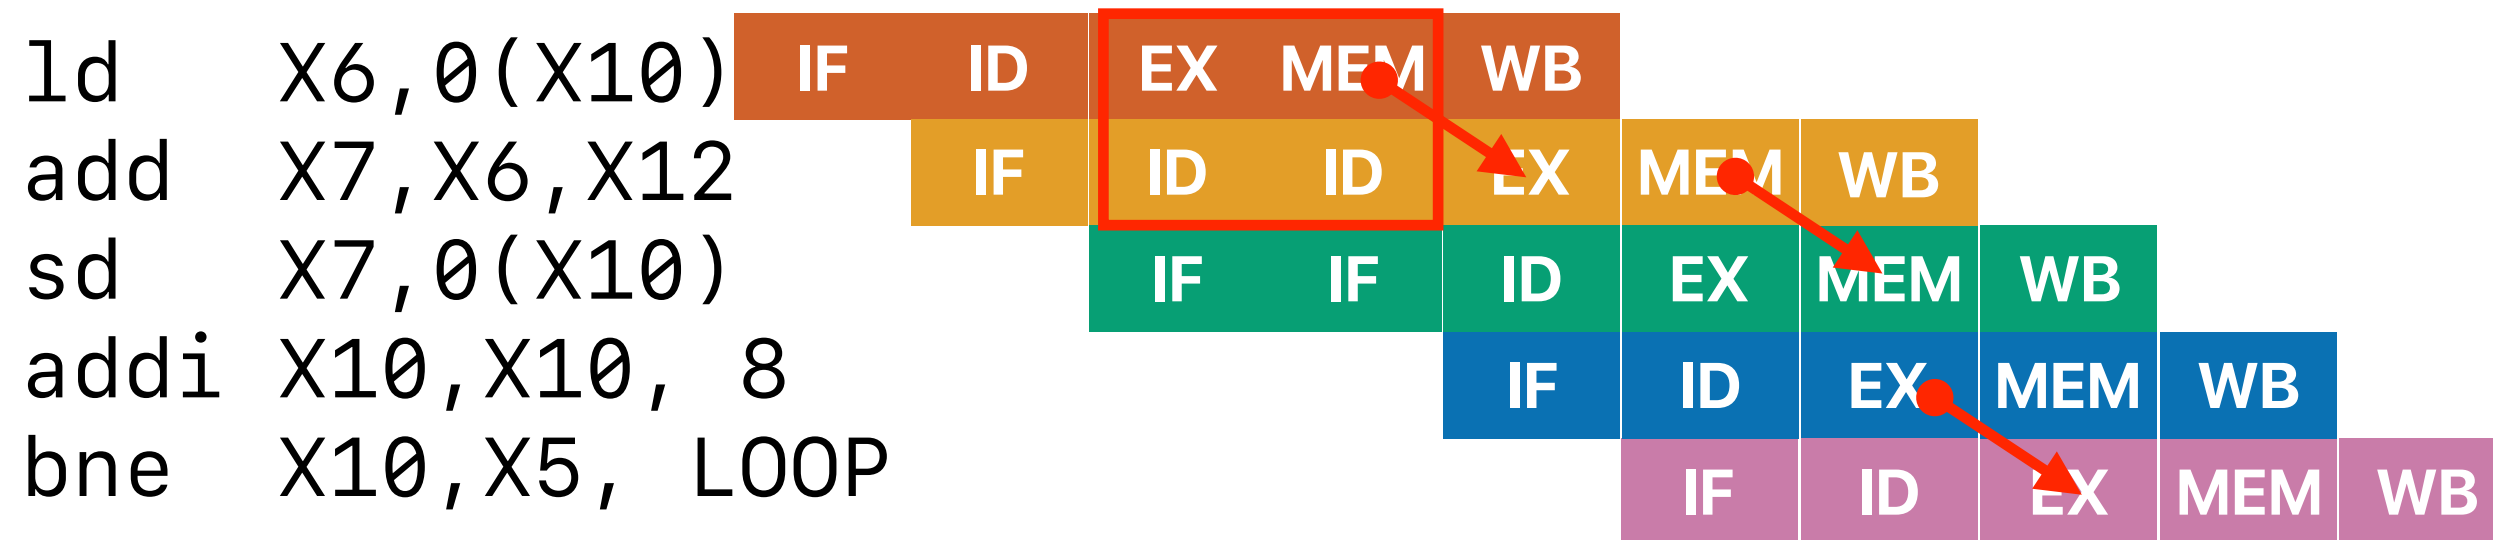 ld X6,0(X10) IF ID EX MEM WB
add X7,X6,X12 IF ID ID EX MEM WB
sd X7,0(X10) IF IF ID EX MEM WB
addi X10,X10, 8 IF ID EX MEM WB
bne X10,X5, LOOP IF ID EX MEM WB